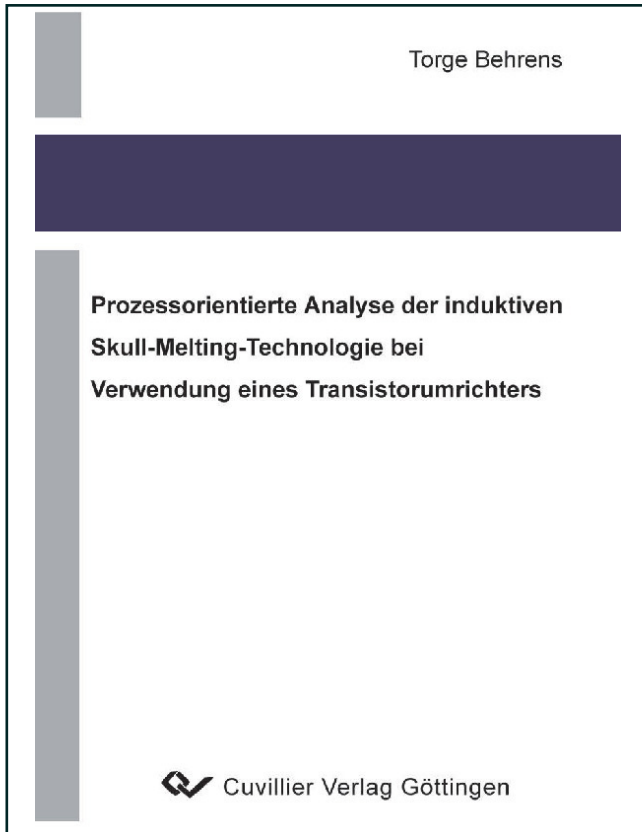 Torge Behrens
Prozessorientierte Analyse der induktiven
Skull-Melting-Technologie bei
Verwendung eines Transistorumrichters
Cuvillier Verlag Göttingen